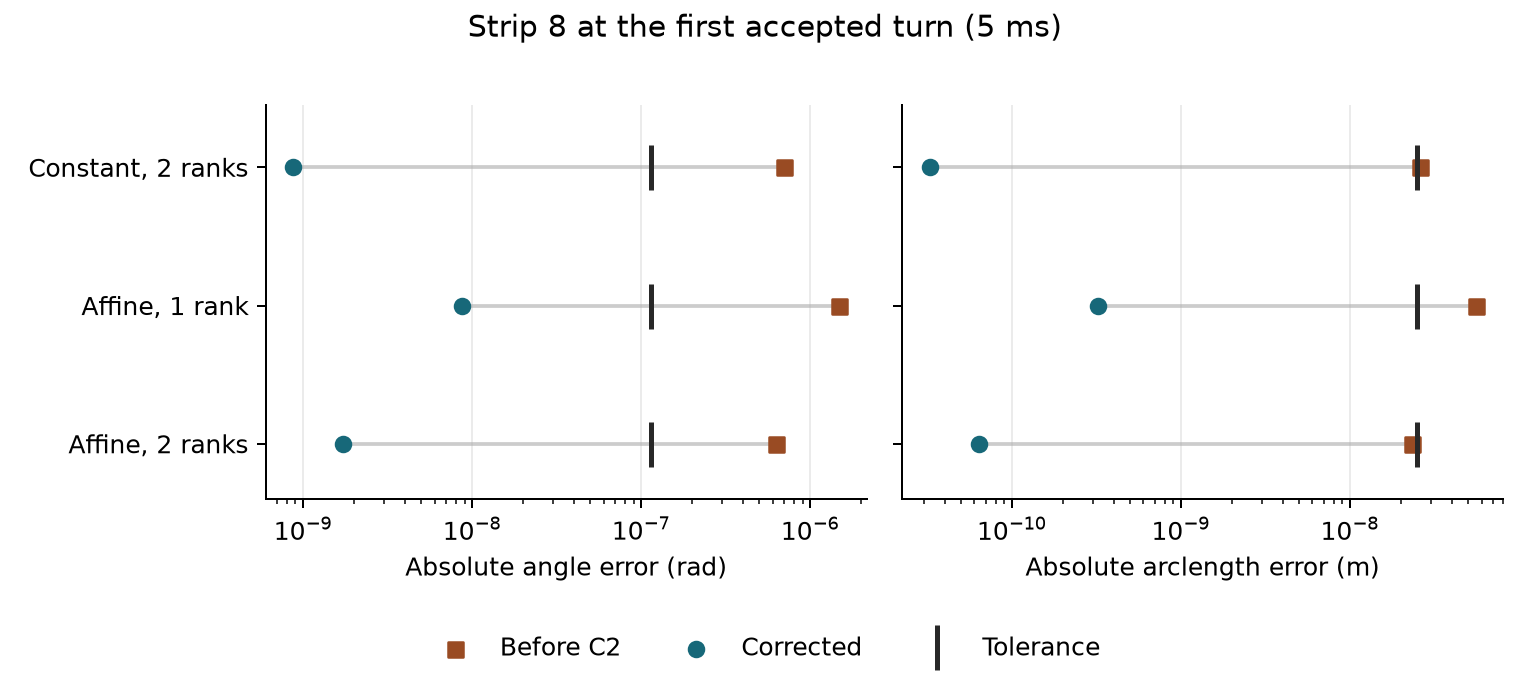 Strip 8 at the first accepted turn (5 ms)
Constant, 2 ranks
Affine, 1 rank
Affine, 2 ranks
10⁻⁹ 10⁻⁸ 10⁻⁷ 10⁻⁶
Absolute angle error (rad)
10⁻¹⁰ 10⁻⁹ 10⁻⁸
Absolute arclength error (m)
Before C2 Corrected Tolerance